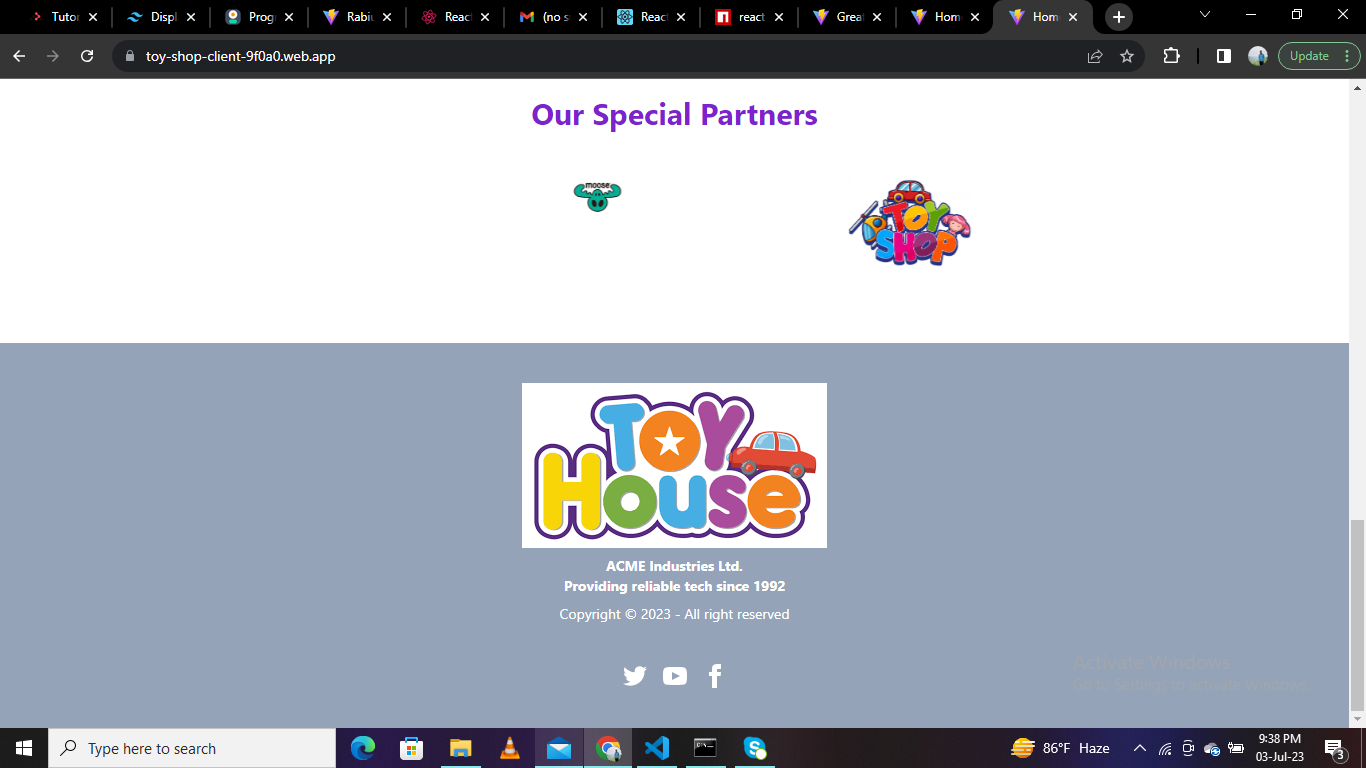 Tutor
Displ
Progr
Rabiu
React
(no s
React
react
Great
Home
Home
toy-shop-client-9f0a0.web.app
Update
Our Special Partners
moose
TOY
SHOP
TOY
House
ACME Industries Ltd.
Providing reliable tech since 1992
Copyright © 2023 - All right reserved
Activate Windows
Go to Settings to activate Windows.
Type here to search
86°F Haze
9:38 PM
03-Jul-23
3